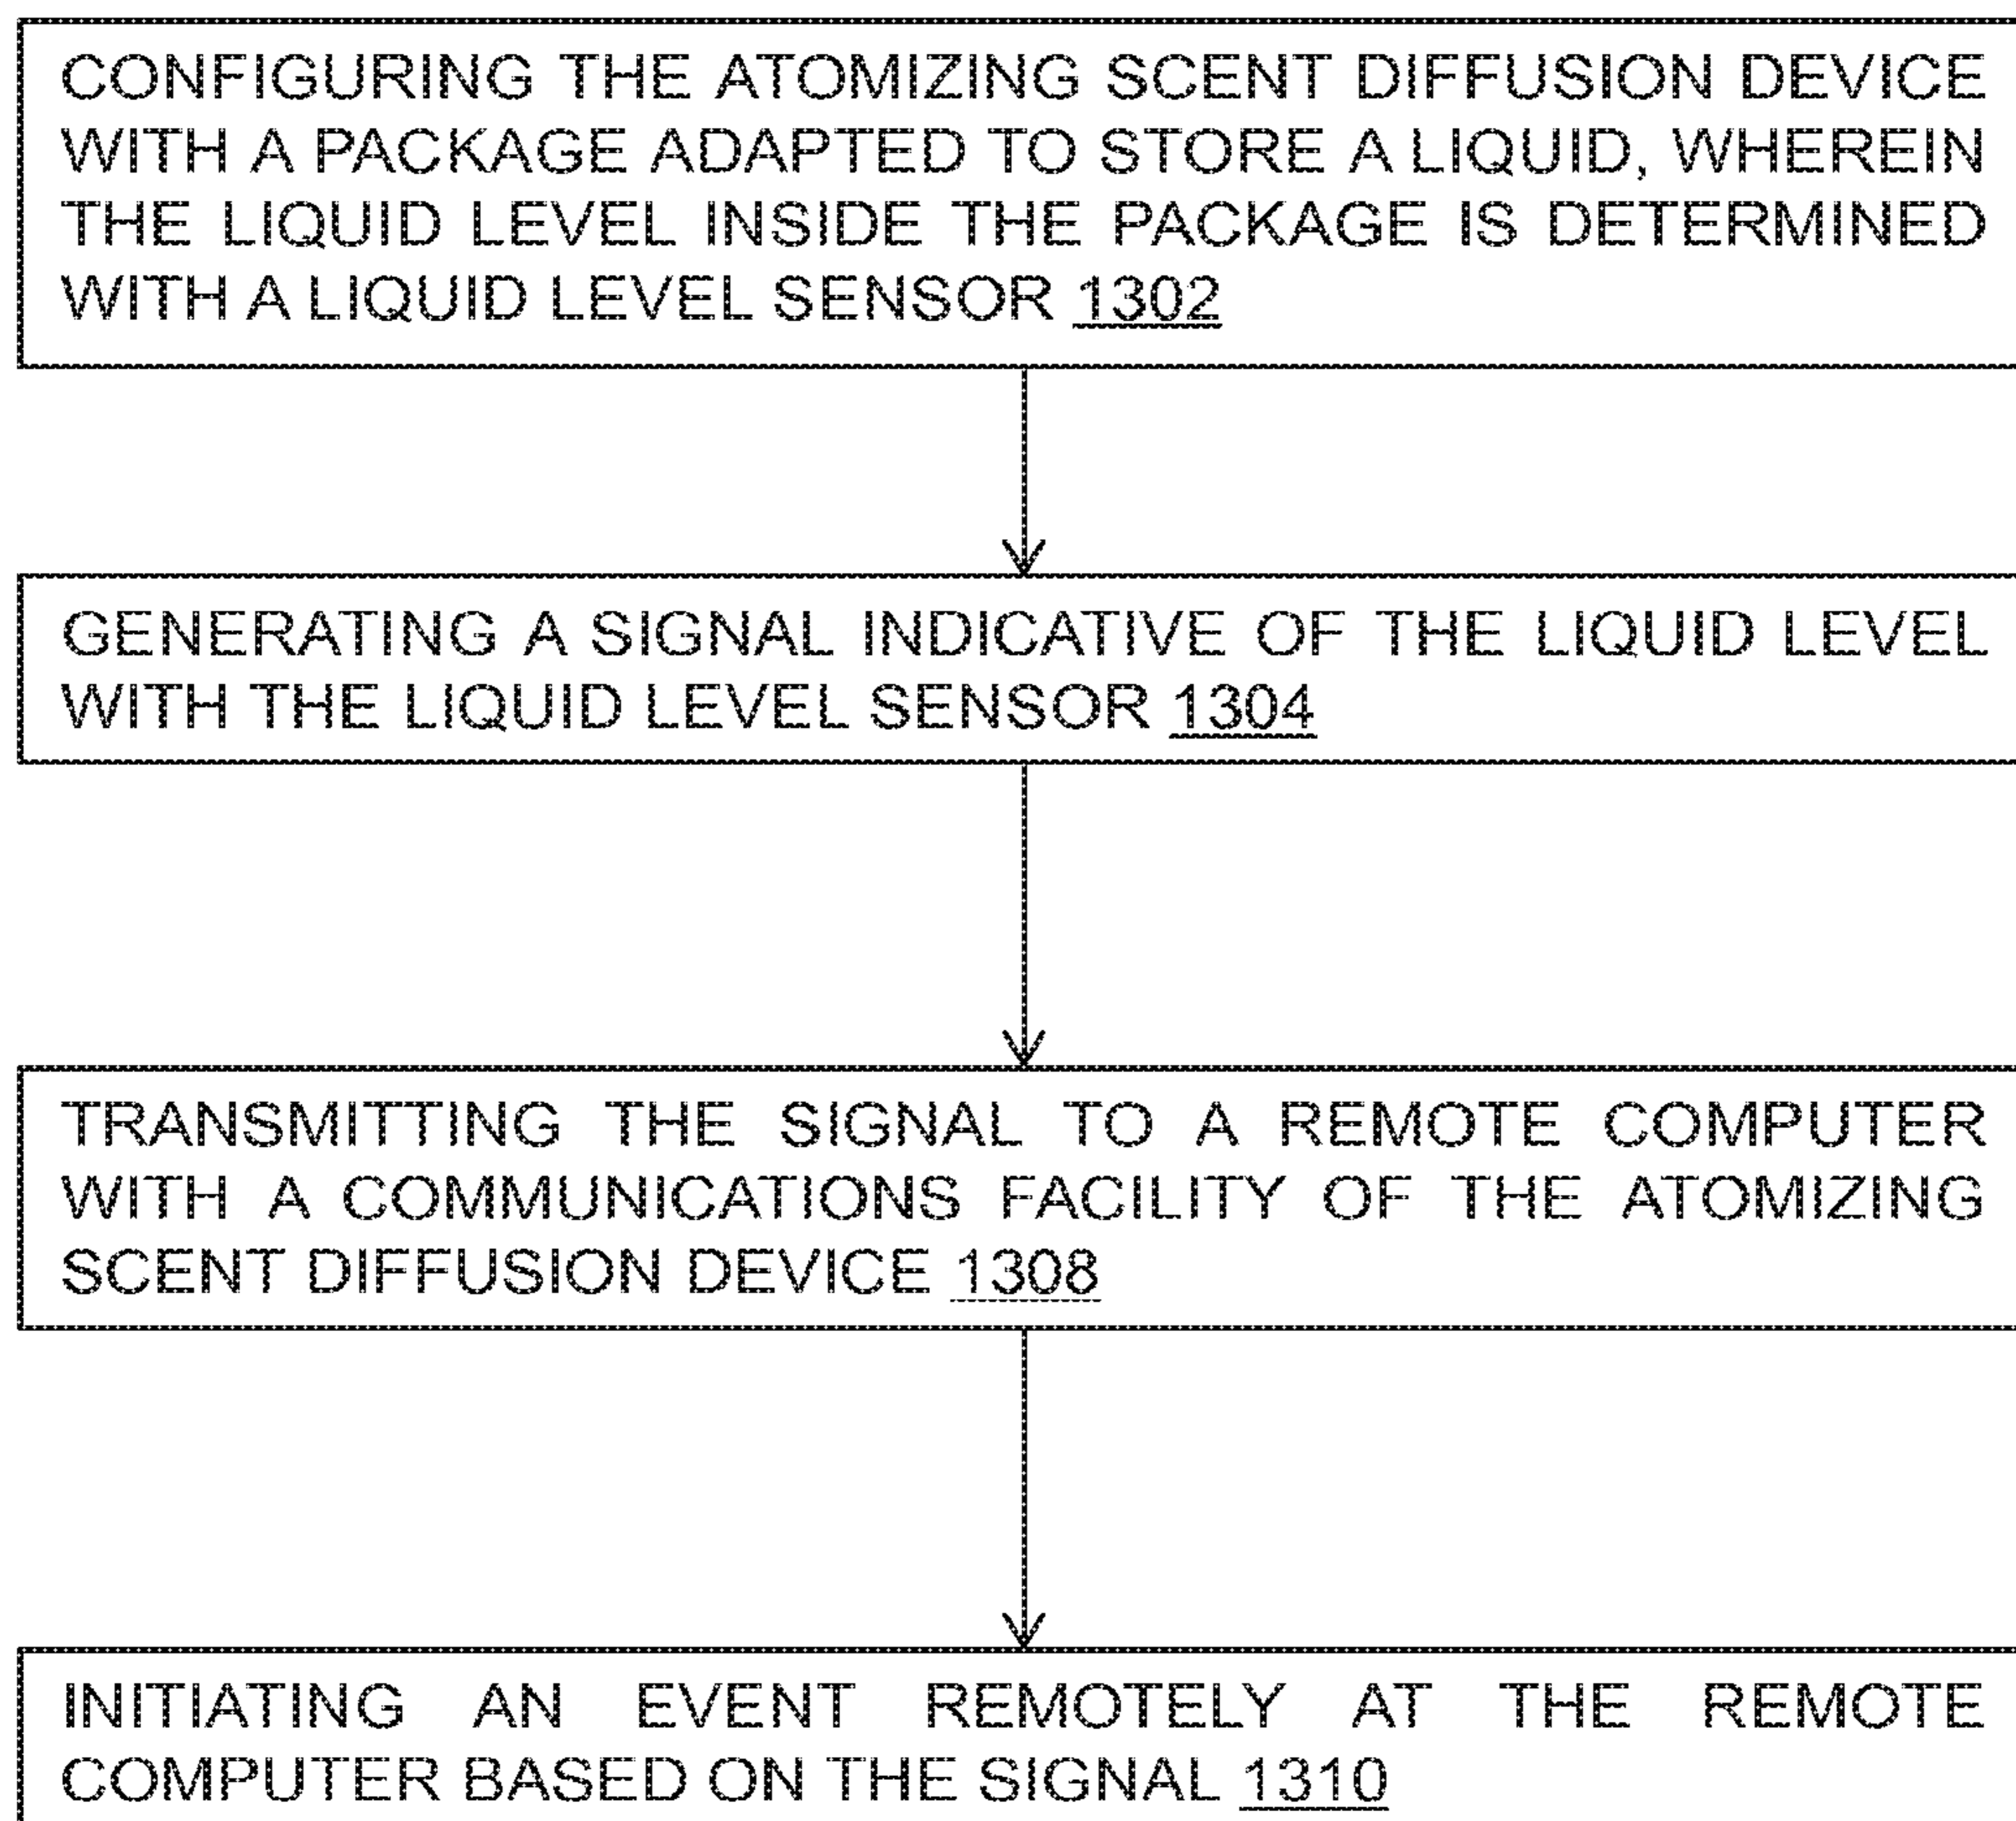 CONFIGURING THE ATOMIZING SCENT DIFFUSION DEVICE
WITH A PACKAGE ADAPTED TO STORE A LIQUID, WHEREIN
THE LIQUID LEVEL INSIDE THE PACKAGE IS DETERMINED
WITH A LIQUID LEVEL SENSOR 1302
GENERATING A SIGNAL INDICATIVE OF THE LIQUID LEVEL
WITH THE LIQUID LEVEL SENSOR 1304
TRANSMITTING THE SIGNAL TO A REMOTE COMPUTER
WITH A COMMUNICATIONS FACILITY OF THE ATOMIZING
SCENT DIFFUSION DEVICE 1308
INITIATING AN EVENT REMOTELY AT THE REMOTE
COMPUTER BASED ON THE SIGNAL 1310